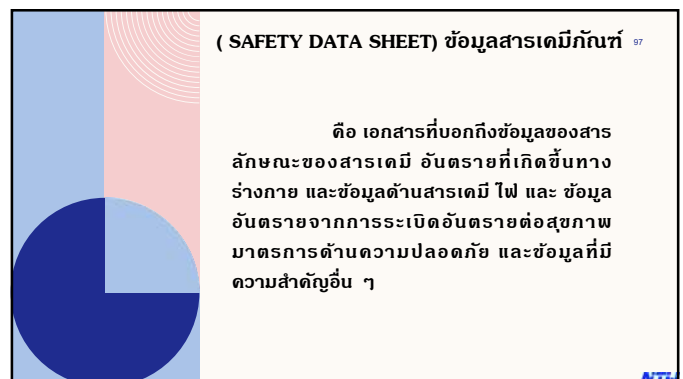 ( SAFETY DATA SHEET) ข้อมูลสารเคมีภัณฑ์ 97
คือ เอกสารที่บอกถึงข้อมูลของสาร
ลักษณะของสารเคมี อันตรายที่เกิดขึ้นทาง
ร่างกาย และข้อมูลด้านสารเคมี ไฟ และ ข้อมูล
อันตรายจากการระเบิดอันตรายต่อสุขภาพ
มาตรการด้านความปลอดภัย และข้อมูลที่มี
ความสำคัญอื่น ๆ